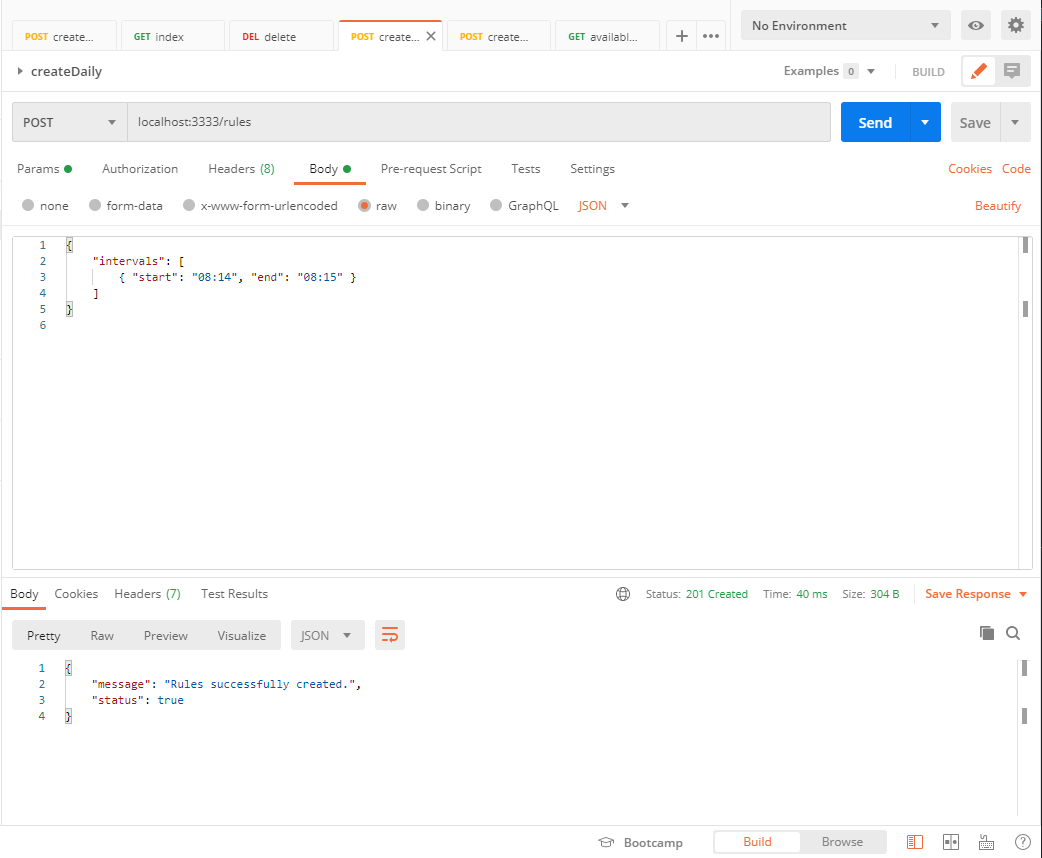 POST create... GET index DEL delete POST create... POST create... GET availabl... No Environment
createDaily Examples 0 BUILD
POST localhost:3333/rules Send Save
Params Authorization Headers (8) Body Pre-request Script Tests Settings Cookies Code
none form-data x-www-form-urlencoded raw binary GraphQL JSON Beautify
1 {
2 "intervals": [
3 { "start": "08:14", "end": "08:15" }
4 ]
5 }
6
Body Cookies Headers (7) Test Results Status: 201 Created Time: 40 ms Size: 304 B Save Response
Pretty Raw Preview Visualize JSON
1 {
2 "message": "Rules successfully created.",
3 "status": true
4 }
Bootcamp Build Browse